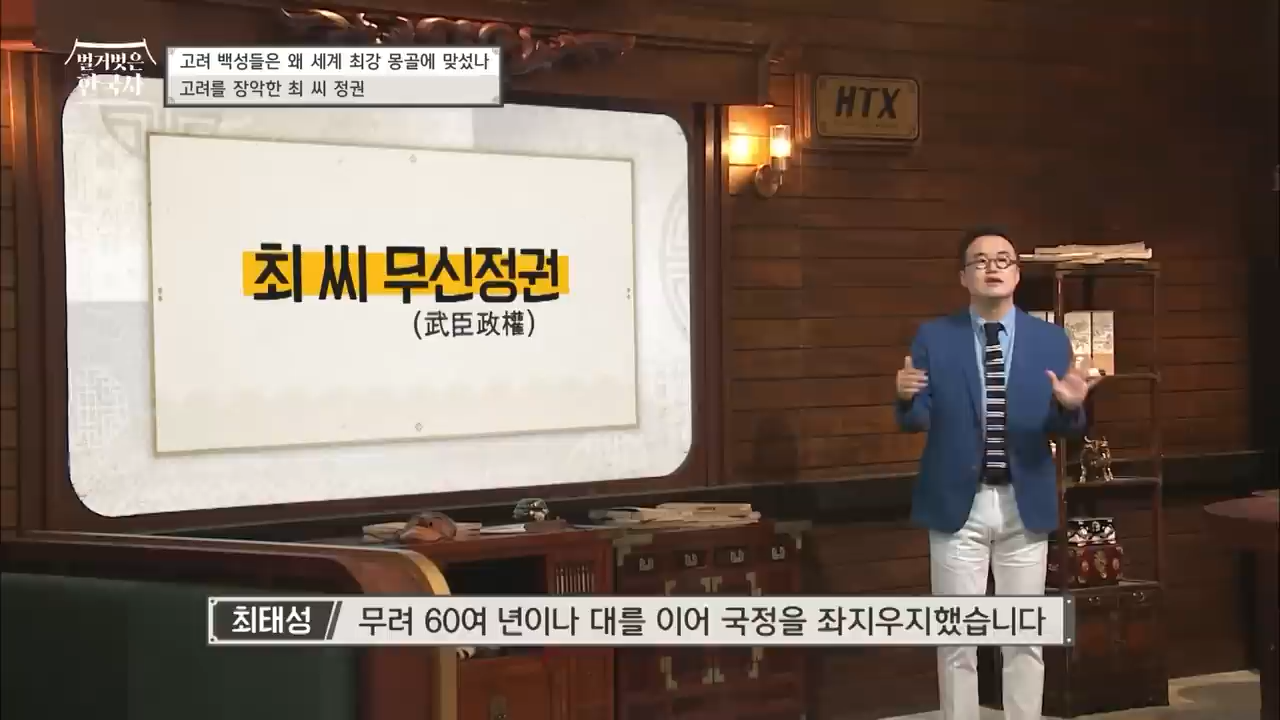 벌거벗은
한국사
고려 백성들은 왜 세계 최강 몽골에 맞섰나
고려를 장악한 최 씨 정권
HTX
최 씨 무신정권
(武臣政權)
최태성 / 무려 60여 년이나 대를 이어 국정을 좌지우지했습니다